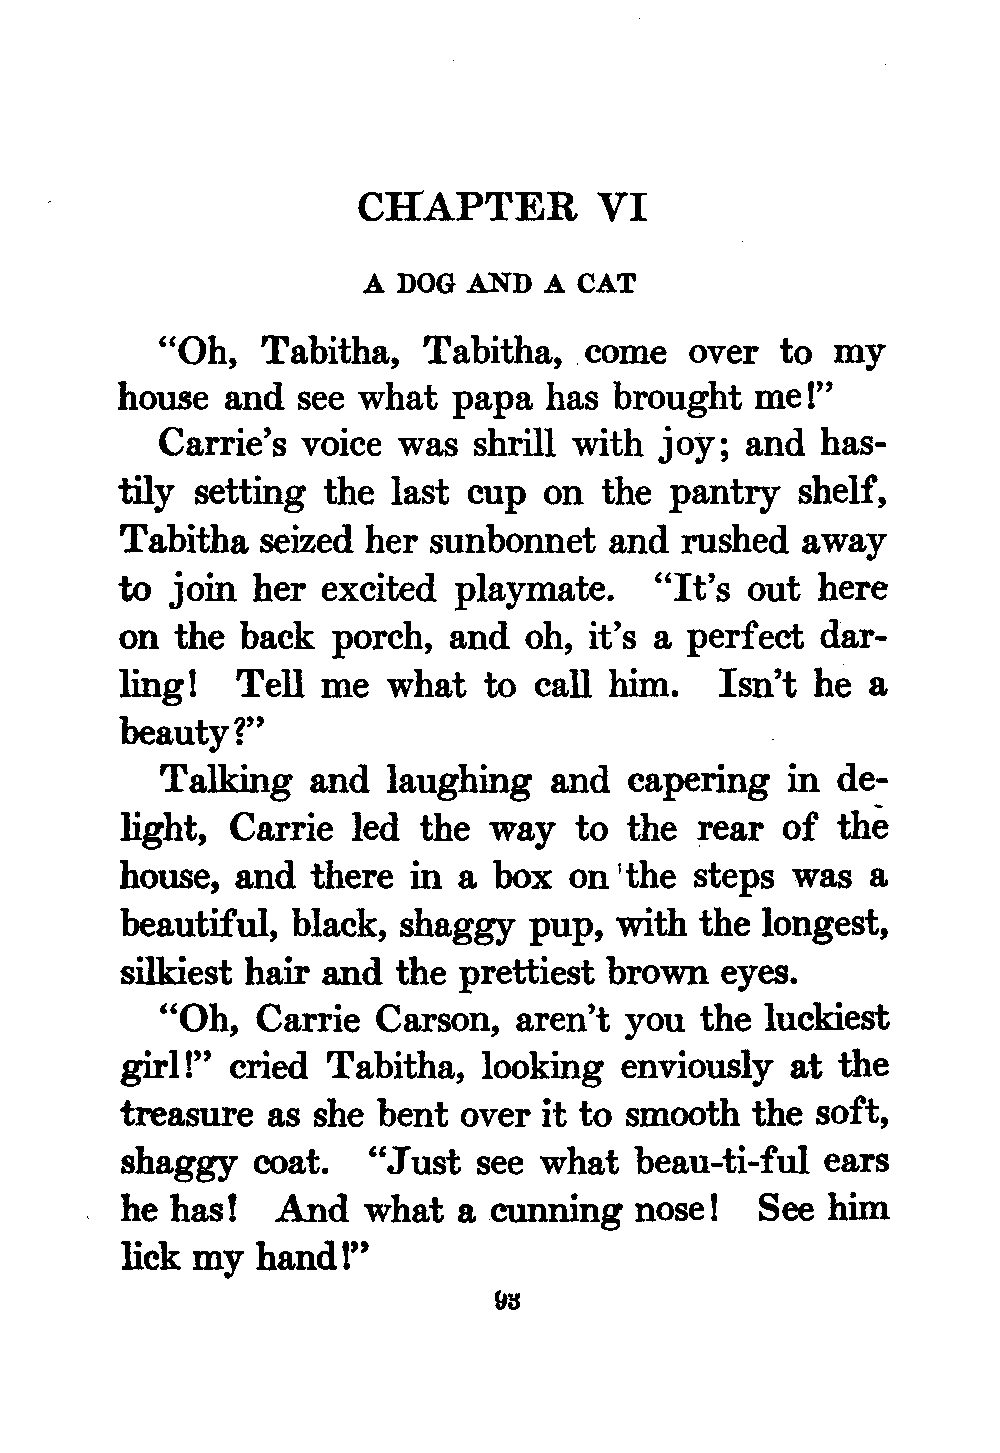 CHAPTER VI
A DOG AND A CAT
“Oh, Tabitha, Tabitha, come over to my
house and see what papa has brought me!”
Carrie’s voice was shrill with joy; and has-
tily setting the last cup on the pantry shelf,
Tabitha seized her sunbonnet and rushed away
to join her excited playmate. “It’s out here
on the back porch, and oh, it’s a perfect dar-
ling! Tell me what to call him. Isn’t he a
beauty?”
Talking and laughing and capering in de-
light, Carrie led the way to the rear of the
house, and there in a box on the steps was a
beautiful, black, shaggy pup, with the longest,
silkiest hair and the prettiest brown eyes.
“Oh, Carrie Carson, aren’t you the luckiest
girl!” cried Tabitha, looking enviously at the
treasure as she bent over it to smooth the soft,
shaggy coat. “Just see what beau-ti-ful ears
he has! And what a cunning nose! See him
lick my hand!”
93